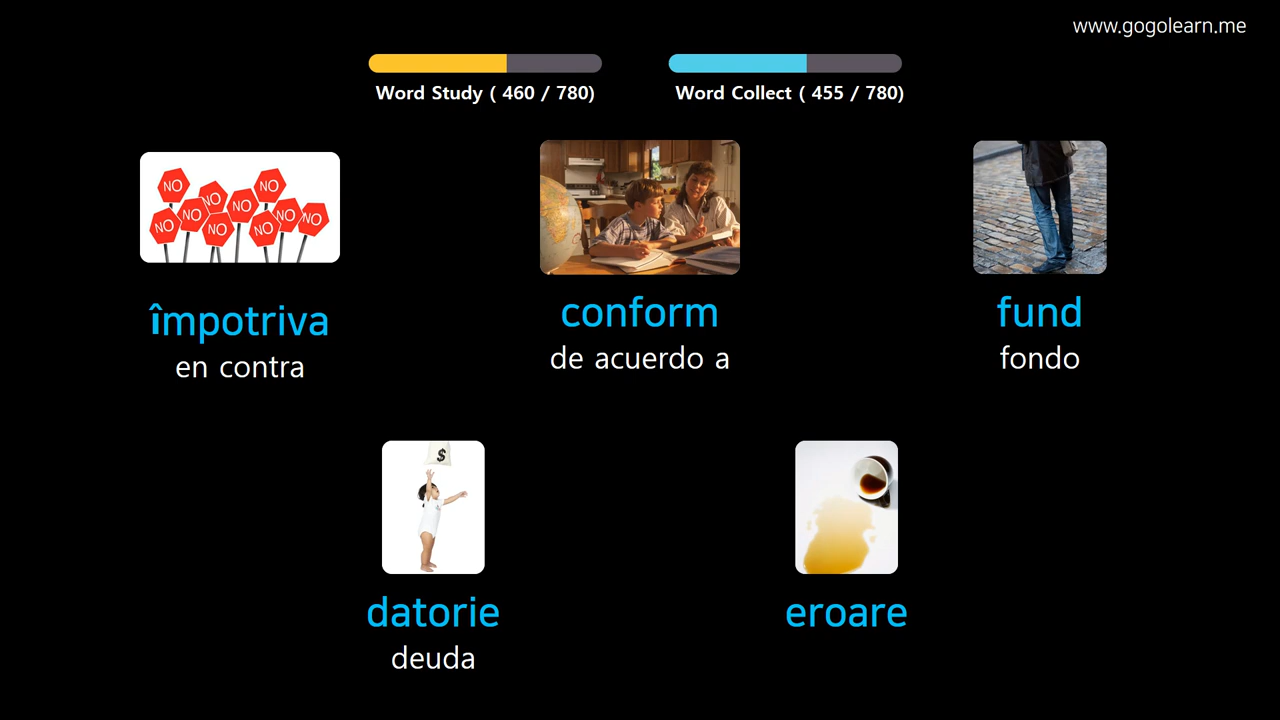 www.gogolearn.me
Word Study ( 460 / 780)
Word Collect ( 455 / 780)
NO NO NO NO NO NO NO NO NO NO
împotriva
en contra
conform
de acuerdo a
fund
fondo
$
datorie
deuda
eroare